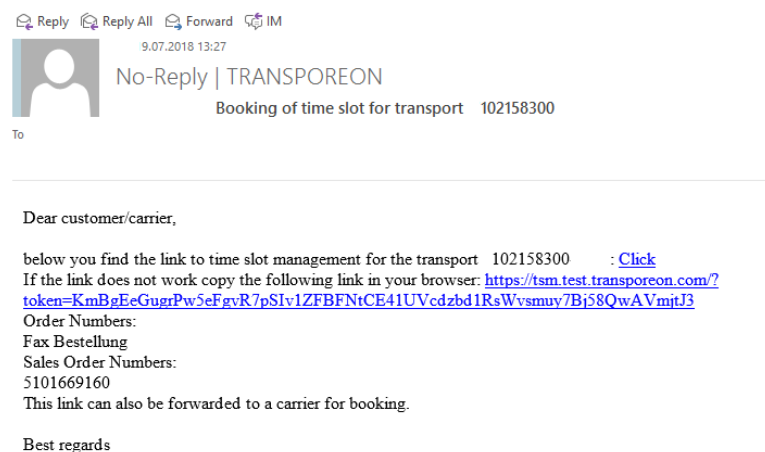 Reply Reply All Forward IM
9.07.2018 13:27
No-Reply | TRANSPOREON
Booking of time slot for transport 102158300
To
Dear customer/carrier,
below you find the link to time slot management for the transport 102158300 : Click
If the link does not work copy the following link in your browser: https://tsm.test.transporeon.com/?
token=KmBgEeGugrPw5eFgvR7pSIv1ZFBFNtCE41UVcdzbd1RsWvsmuy7Bj58QwAVmjtJ3
Order Numbers:
Fax Bestellung
Sales Order Numbers:
5101669160
This link can also be forwarded to a carrier for booking.
Best regards